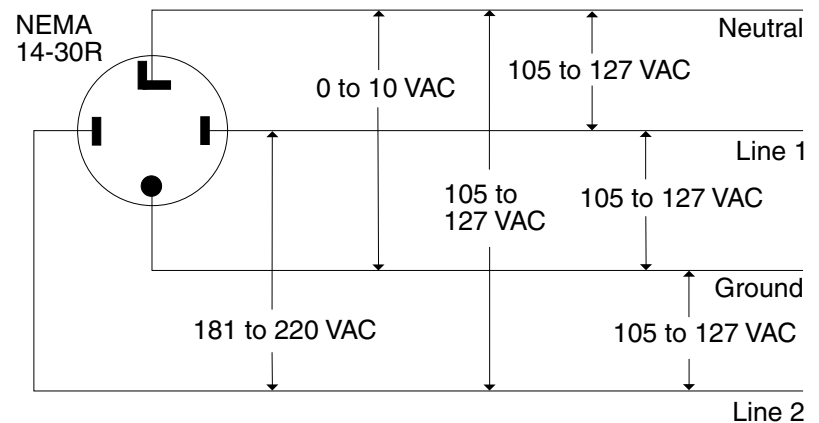 NEMA
14-30R
Neutral
105 to 127 VAC
0 to 10 VAC
Line 1
105 to
127 VAC
105 to 127 VAC
Ground
181 to 220 VAC
105 to 127 VAC
Line 2